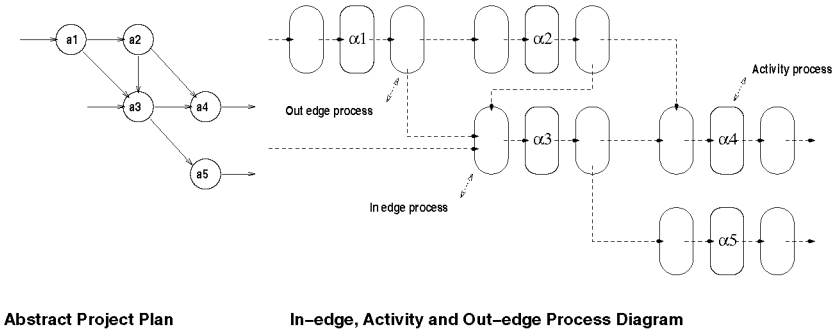 a1
a2
a3
a4
a5
α1
α2
Activity process
Out edge process
α3
α4
In edge process
α5
Abstract Project Plan
In–edge, Activity and Out–edge Process Diagram